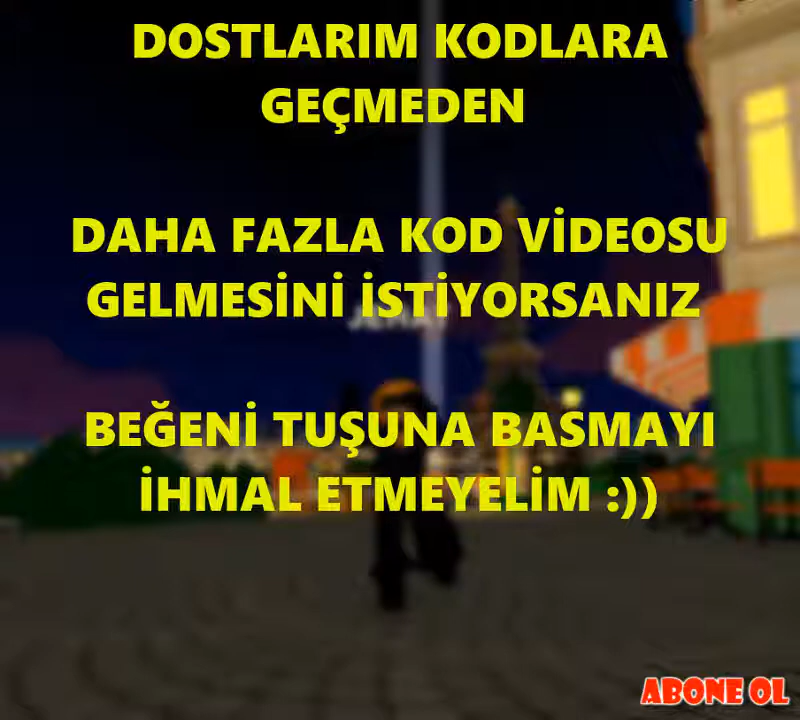 DOSTLARIM KODLARA
GEÇMEDEN
DAHA FAZLA KOD VİDEOSU
GELMESİNİ İSTİYORSANIZ
BEĞENİ TUŞUNA BASMAYI
İHMAL ETMEYELİM :))
ABONE OL